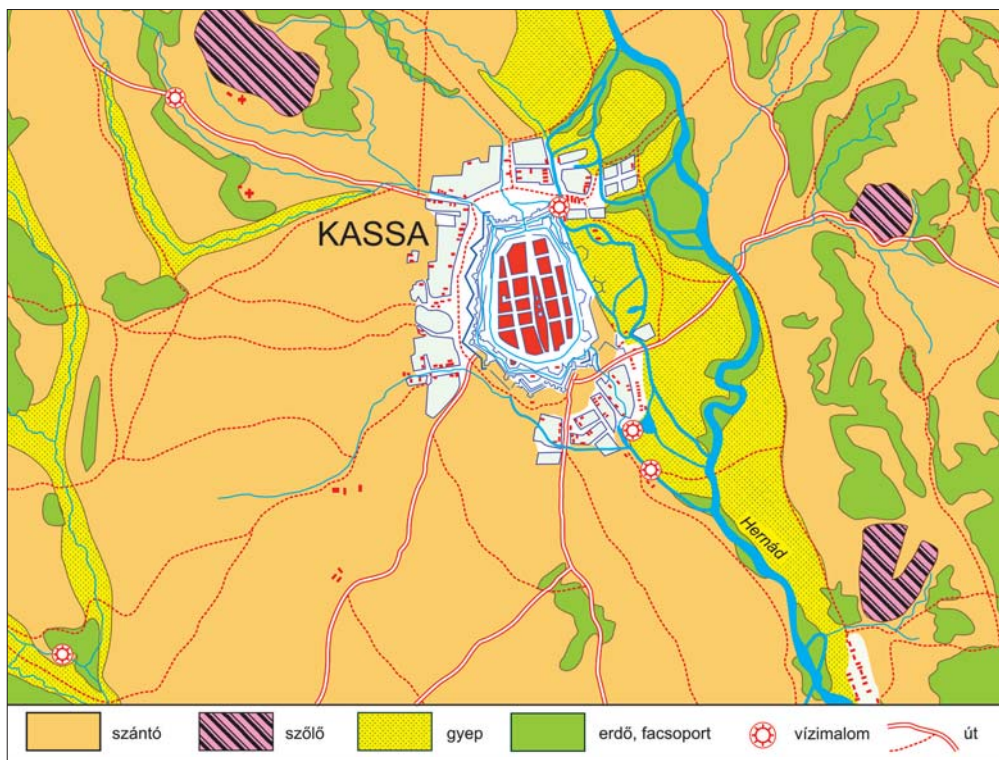 KASSA
Hernád
szántó
szőlő
gyep
erdő, facsoport
vízimalom
út